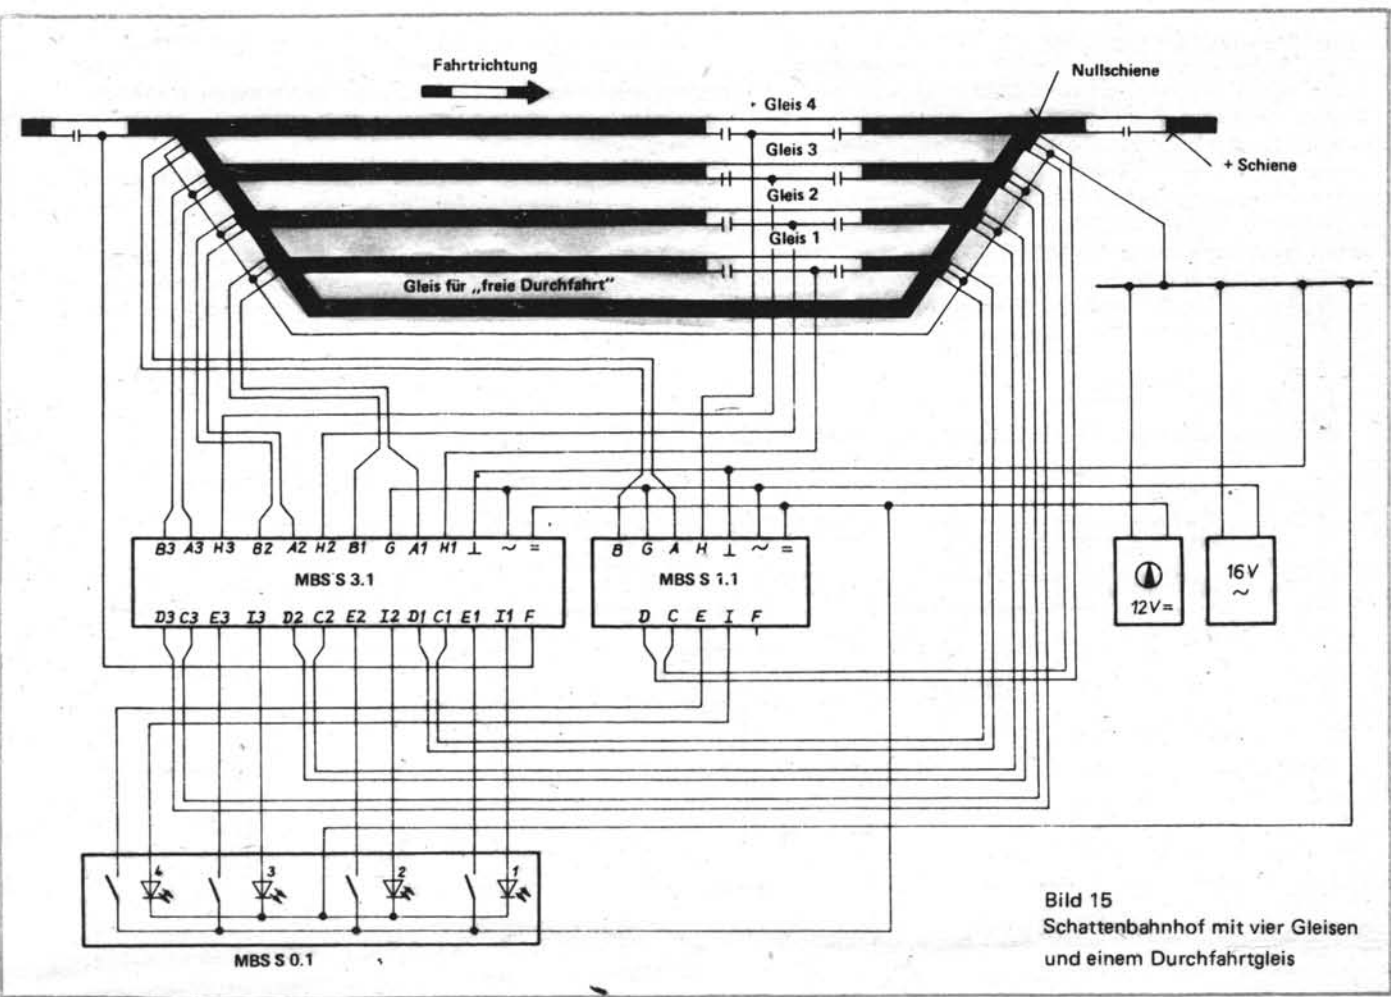 Fahrtrichtung
Nullschiene
Gleis 4
Gleis 3
+ Schiene
Gleis 2
Gleis 1
Gleis für „freie Durchfahrt"
B3 A3 H3 B2 A2 H2 B1 G A1 H1 ⊥ ~ =
B G A H ⊥ ~ =
MBS S 3.1
MBS S 1.1
12V=
16V
~
D3 C3 E3 I3 D2 C2 E2 I2 D1 C1 E1 I1 F
D C E I F
4 3 2 1
MBS S 0.1
Bild 15
Schattenbahnhof mit vier Gleisen
und einem Durchfahrtgleis